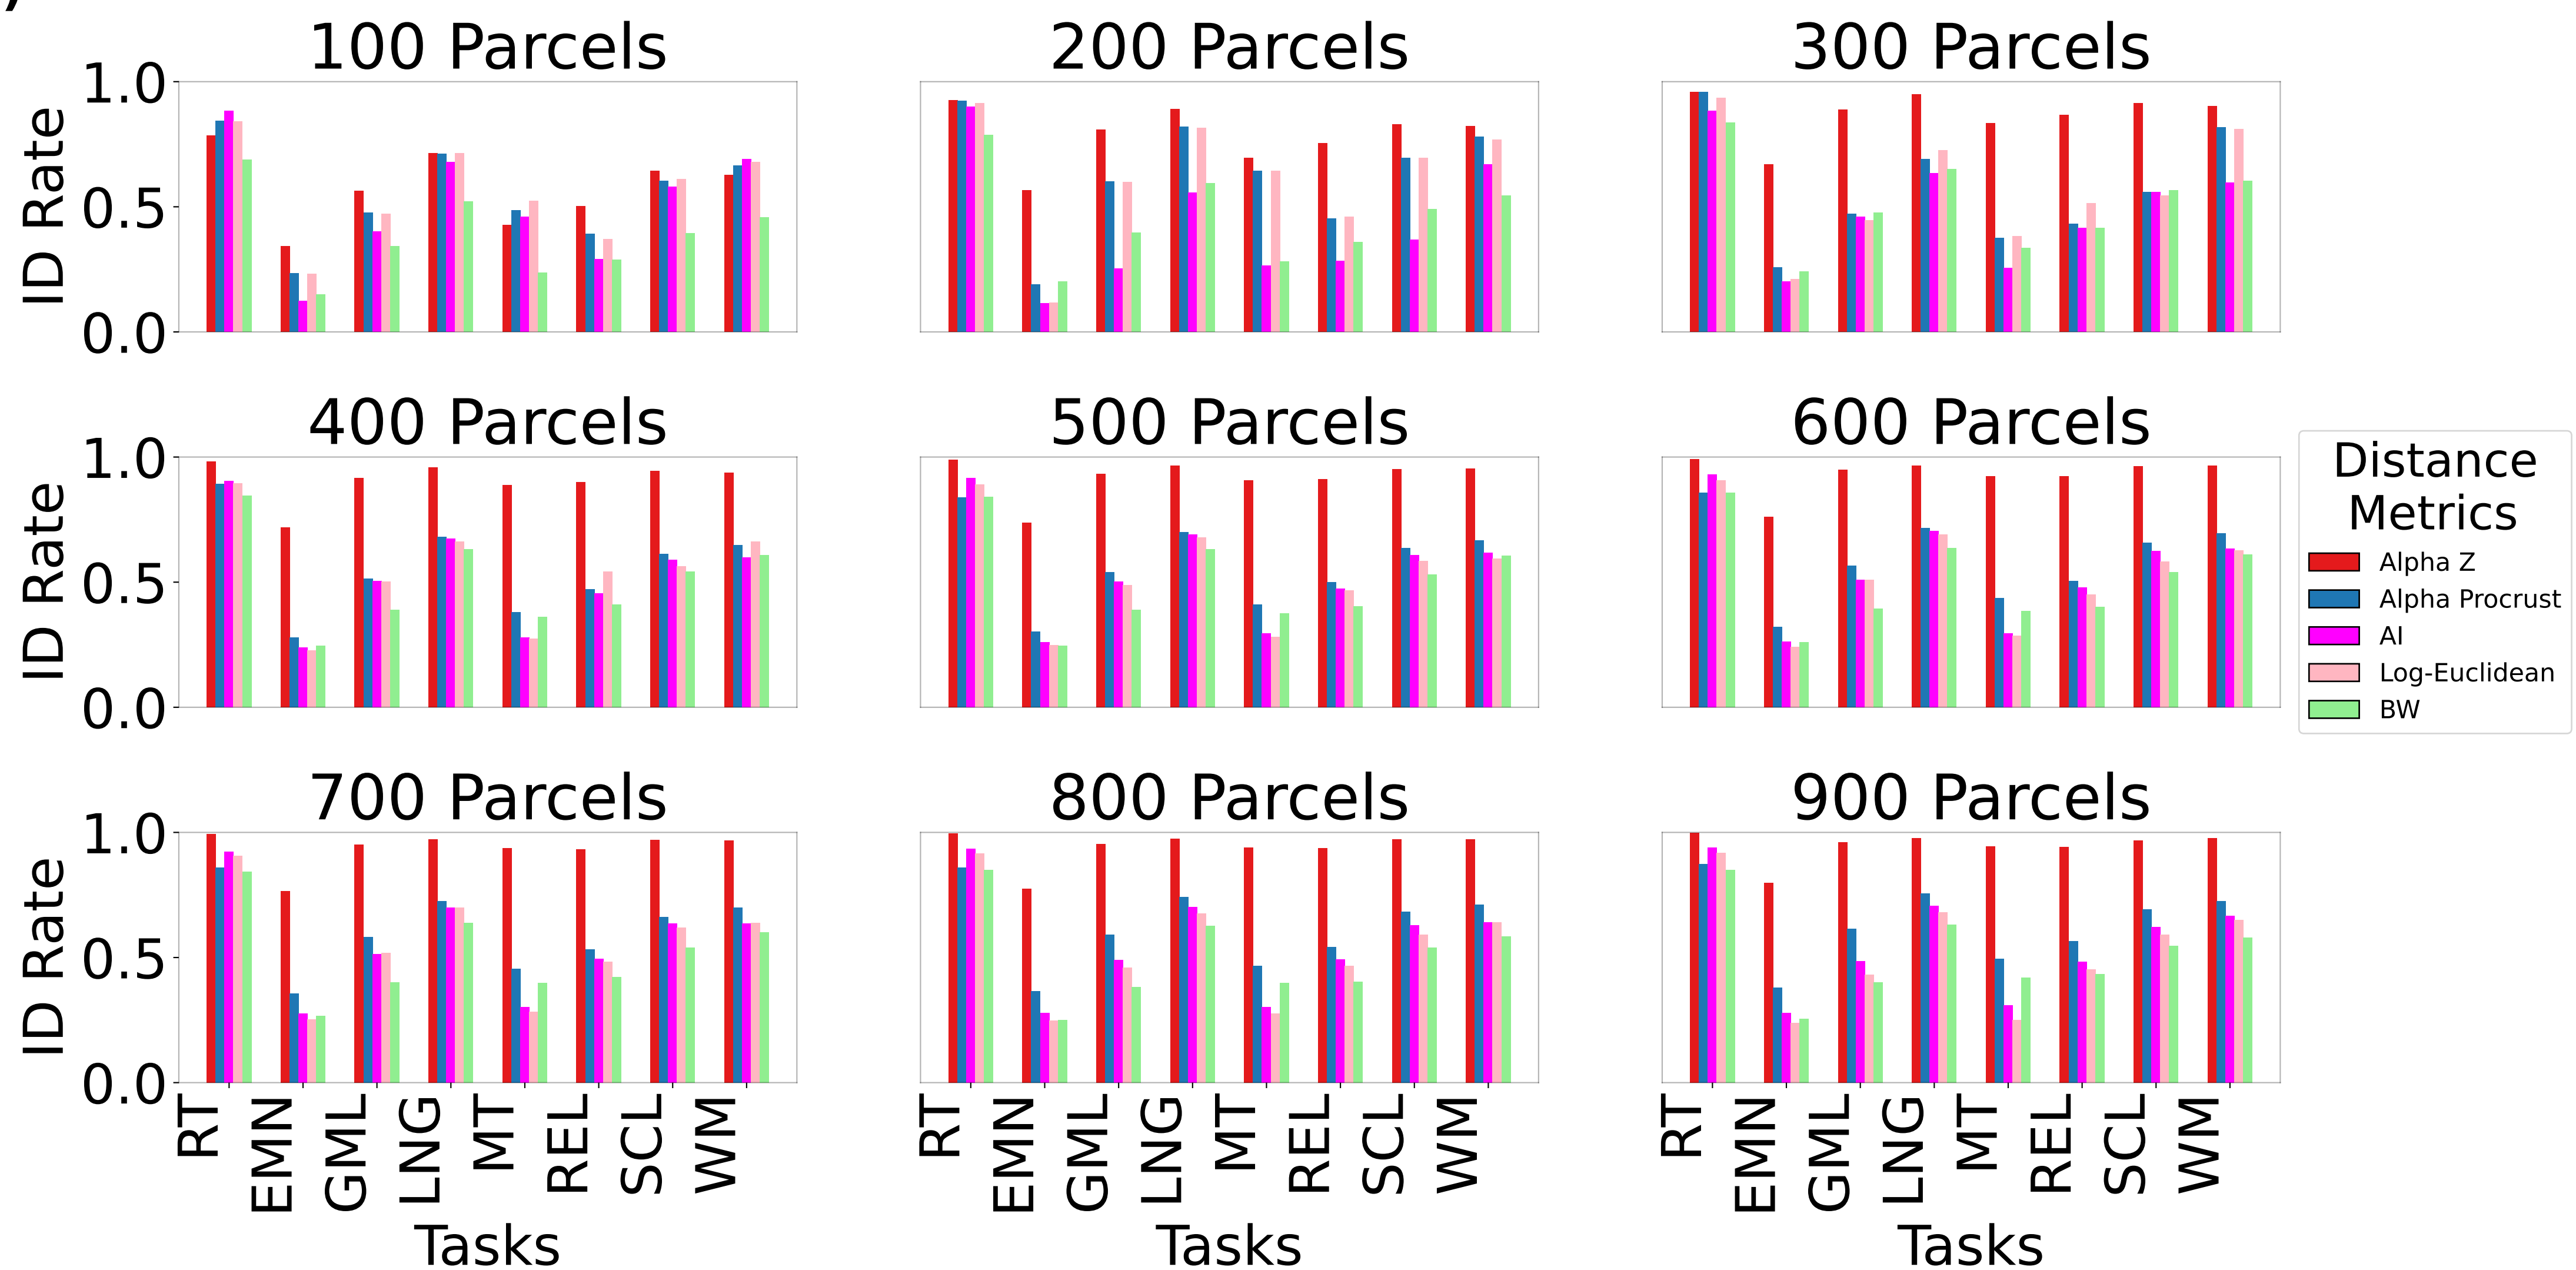 )
100 Parcels
200 Parcels
300 Parcels
ID Rate
1.0
0.5
0.0
400 Parcels
500 Parcels
600 Parcels
ID Rate
1.0
0.5
0.0
Distance
Metrics
Alpha Z
Alpha Procrust
AI
Log-Euclidean
BW
700 Parcels
800 Parcels
900 Parcels
ID Rate
1.0
0.5
0.0
RT
EMN
GML
LNG
MT
REL
SCL
WM
RT
EMN
GML
LNG
MT
REL
SCL
WM
RT
EMN
GML
LNG
MT
REL
SCL
WM
Tasks
Tasks
Tasks